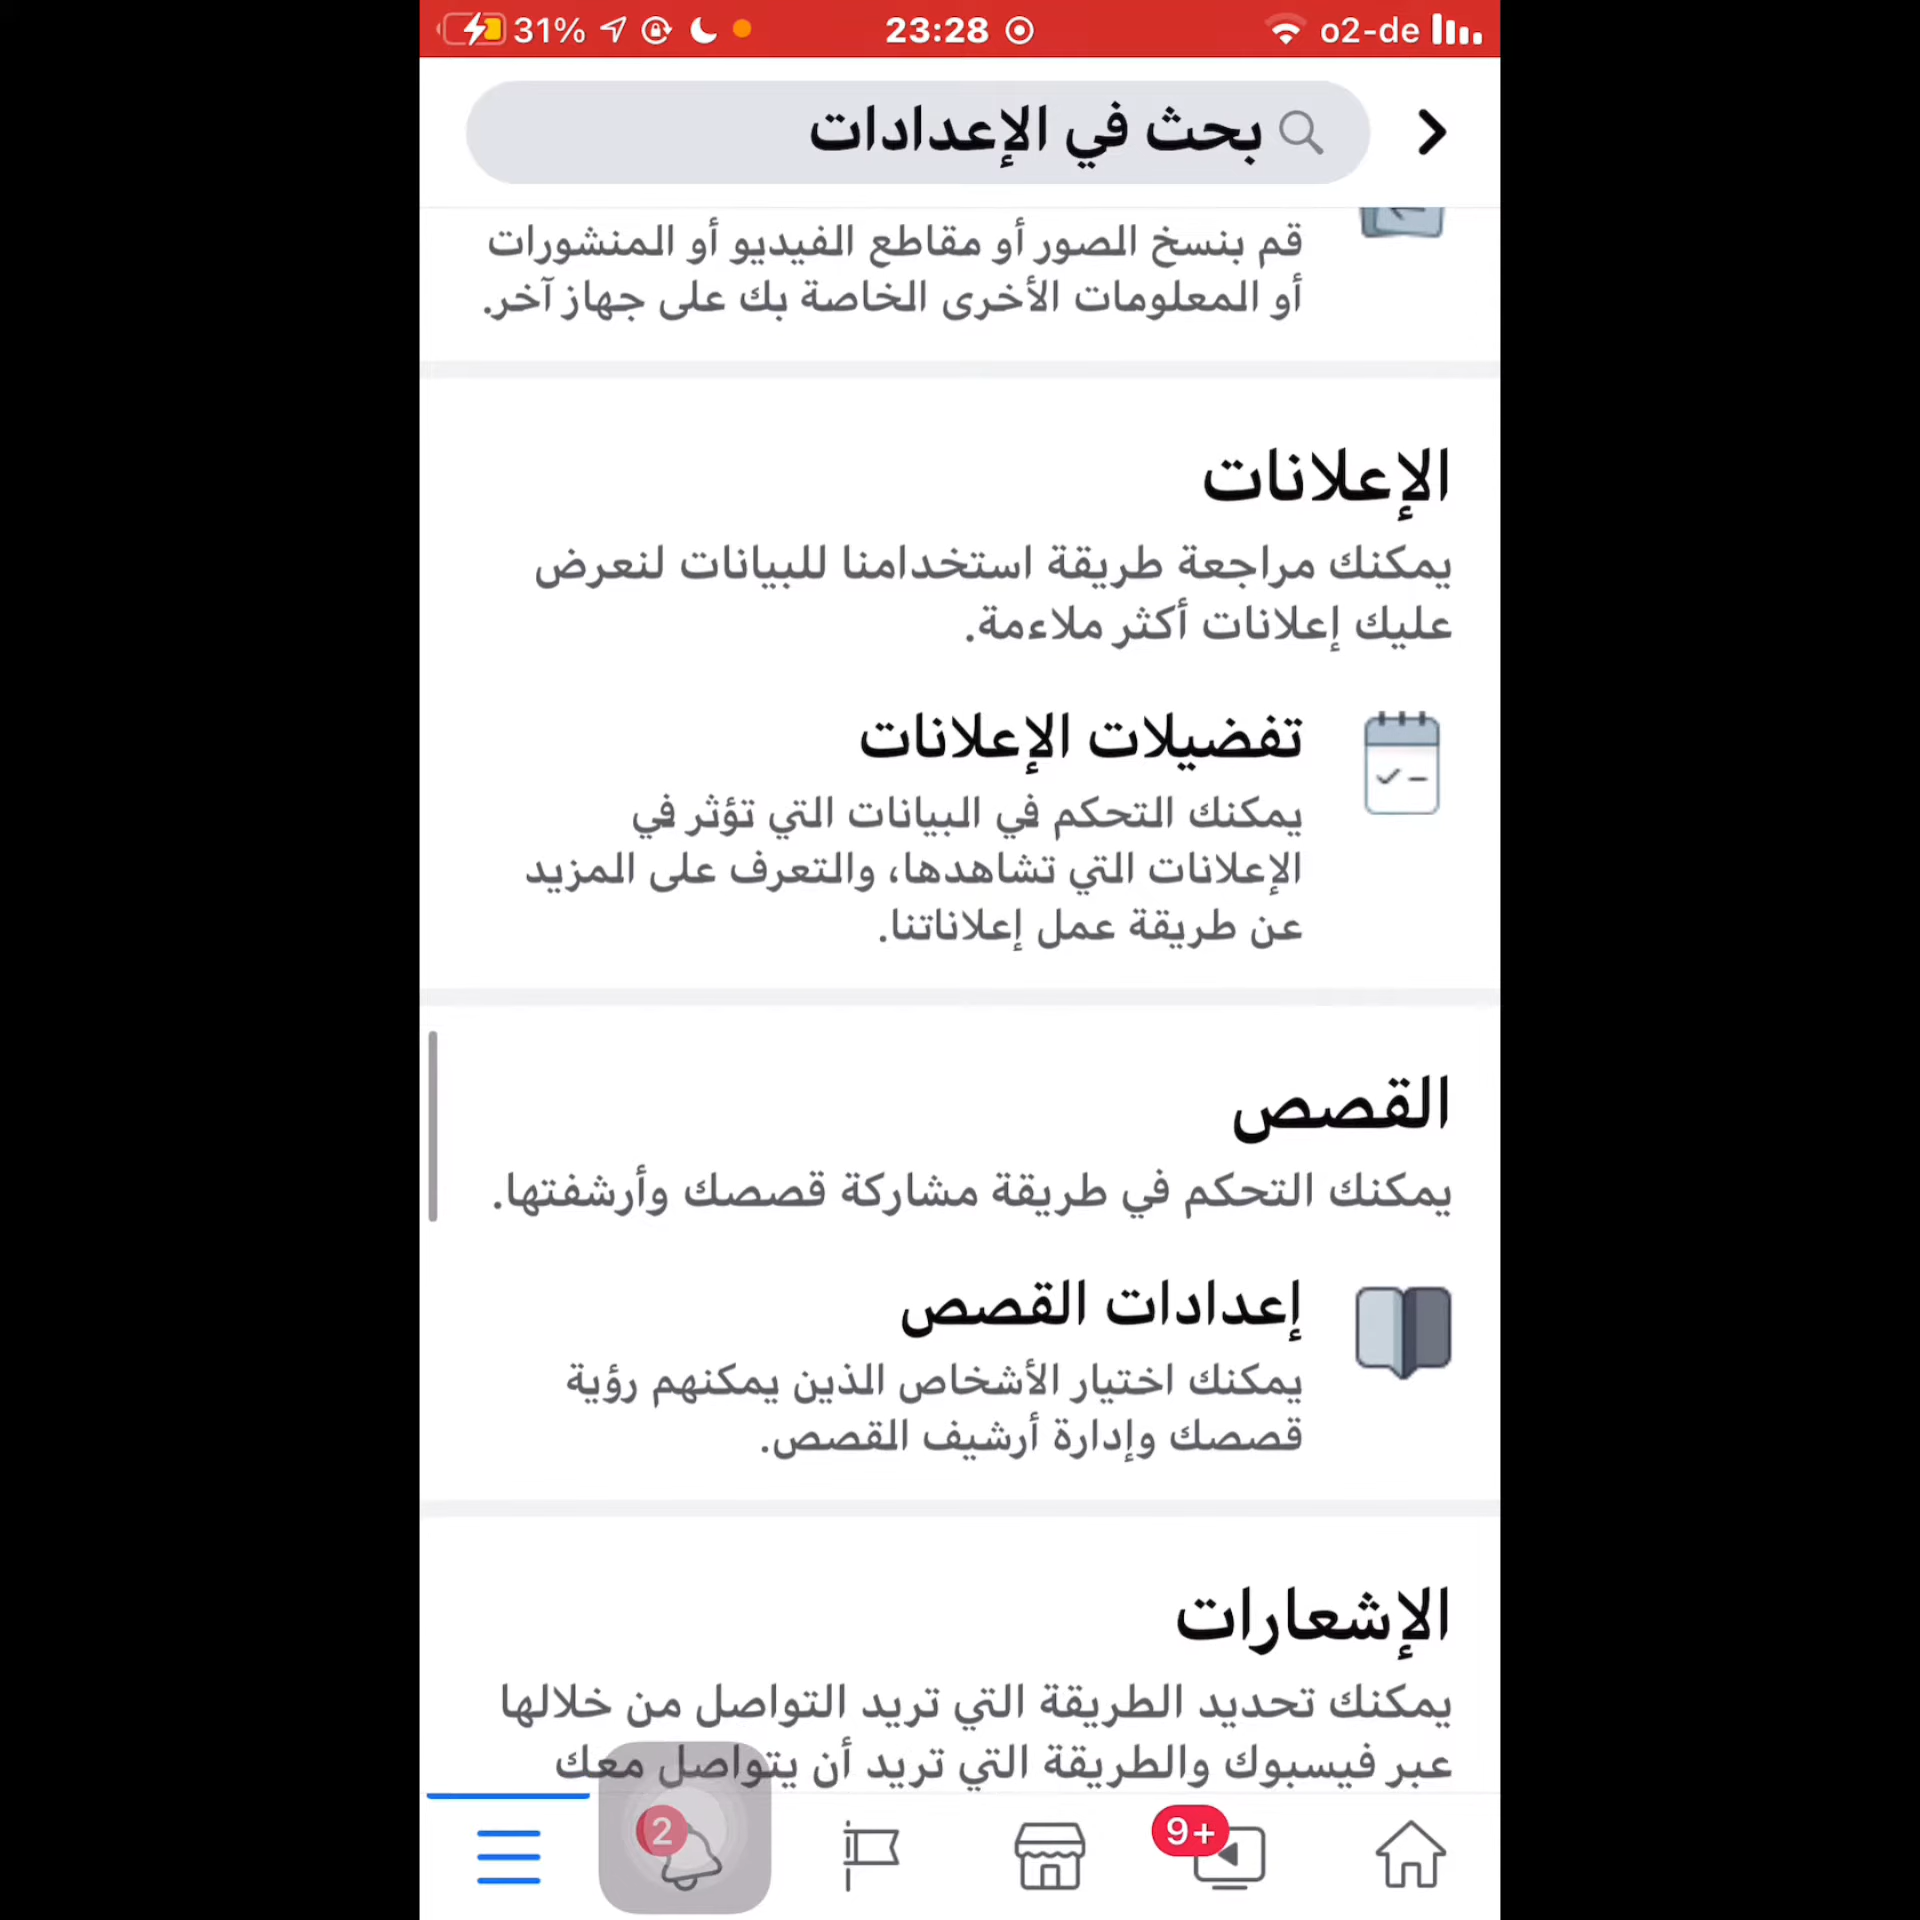 31%
23:28
o2-de
بحث في الإعدادات
قم بنسخ الصور أو مقاطع الفيديو أو المنشورات
أو المعلومات الأخرى الخاصة بك على جهاز آخر.
الإعلانات
يمكنك مراجعة طريقة استخدامنا للبيانات لنعرض
عليك إعلانات أكثر ملاءمة.
تفضيلات الإعلانات
يمكنك التحكم في البيانات التي تؤثر في
الإعلانات التي تشاهدها، والتعرف على المزيد
عن طريقة عمل إعلاناتنا.
القصص
يمكنك التحكم في طريقة مشاركة قصصك وأرشفتها.
إعدادات القصص
يمكنك اختيار الأشخاص الذين يمكنهم رؤية
قصصك وإدارة أرشيف القصص.
الإشعارات
يمكنك تحديد الطريقة التي تريد التواصل من خلالها
عبر فيسبوك والطريقة التي تريد أن يتواصل معك
9+
2